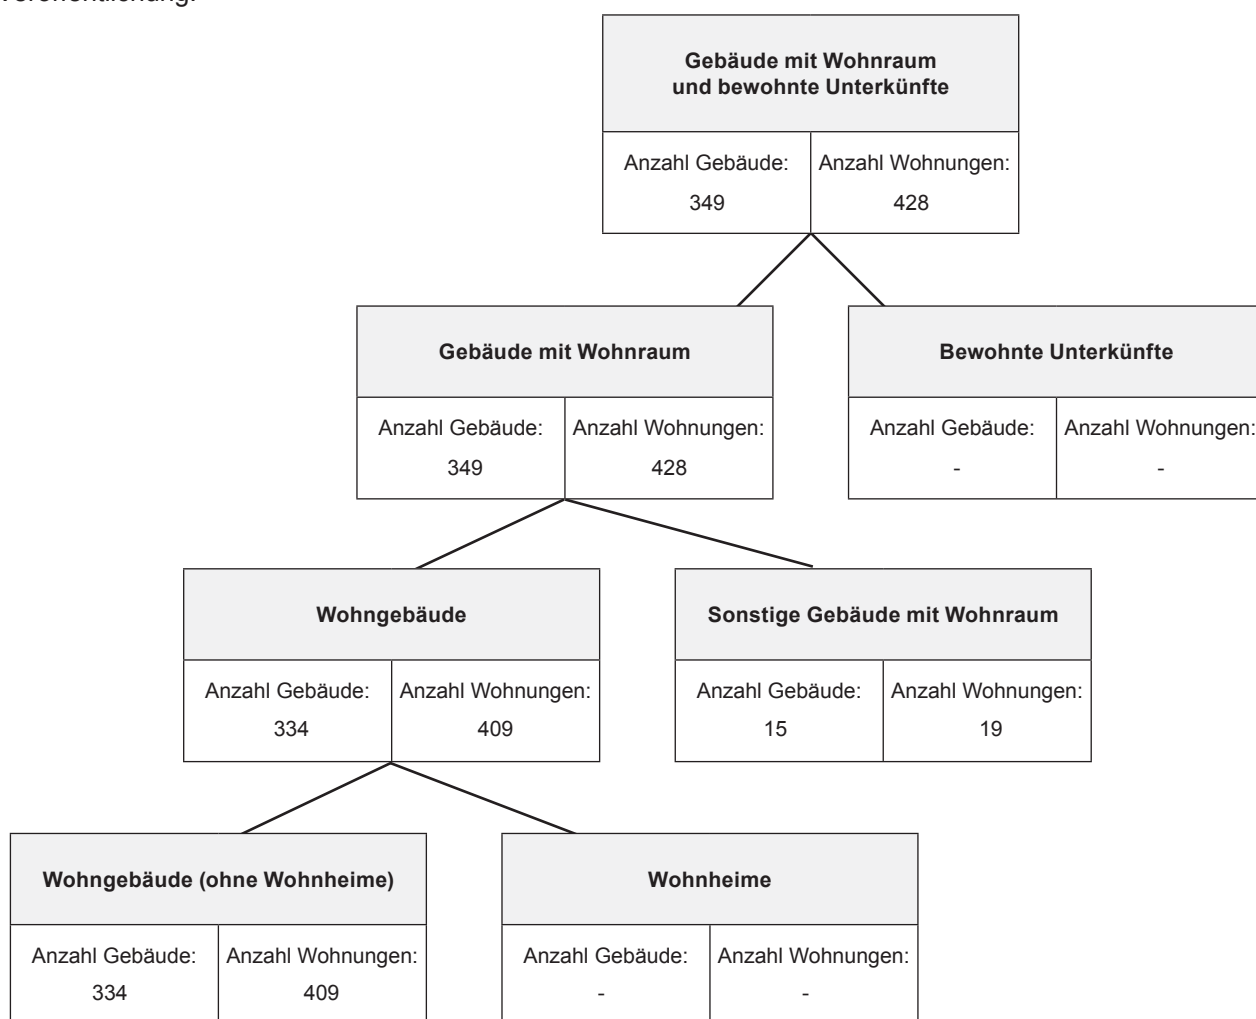 Gebäude mit Wohnraum
und bewohnte Unterkünfte
Anzahl Gebäude: Anzahl Wohnungen:
349 428
Gebäude mit Wohnraum Bewohnte Unterkünfte
Anzahl Gebäude: Anzahl Wohnungen: Anzahl Gebäude: Anzahl Wohnungen:
349 428 - -
Wohngebäude Sonstige Gebäude mit Wohnraum
Anzahl Gebäude: Anzahl Wohnungen: Anzahl Gebäude: Anzahl Wohnungen:
334 409 15 19
Wohngebäude (ohne Wohnheime) Wohnheime
Anzahl Gebäude: Anzahl Wohnungen: Anzahl Gebäude: Anzahl Wohnungen:
334 409 - -